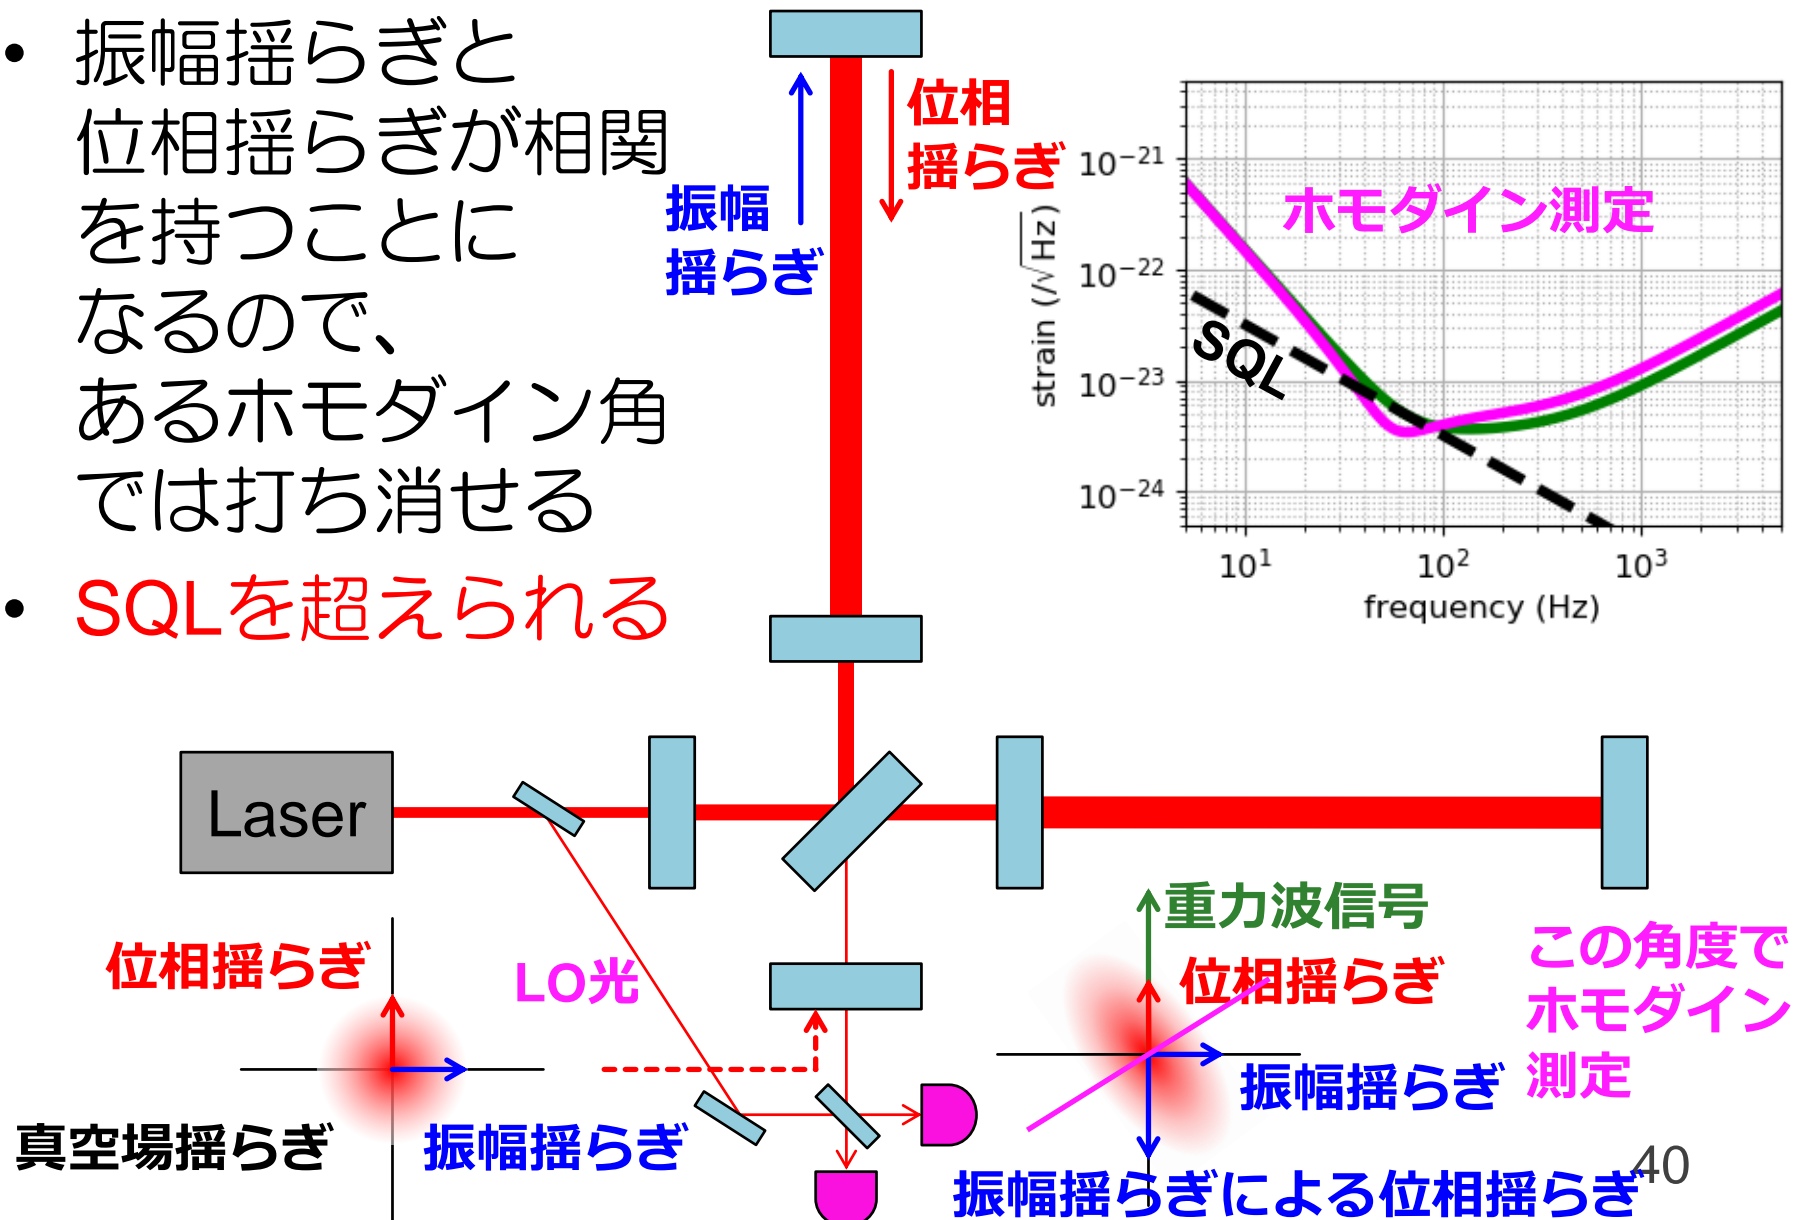 • 振幅揺らぎと
位相揺らぎが相関
を持つことに
なるので、
あるホモダイン角
では打ち消せる
• SQLを超えられる
振幅
揺らぎ
位相
揺らぎ
ホモダイン測定
SQL
strain (/√Hz)
10⁻²¹
10⁻²²
10⁻²³
10⁻²⁴
10¹
10²
10³
frequency (Hz)
Laser
LO光
位相揺らぎ
振幅揺らぎ
真空場揺らぎ
重力波信号
位相揺らぎ
振幅揺らぎ
この角度で
ホモダイン
測定
振幅揺らぎによる位相揺らぎ
40